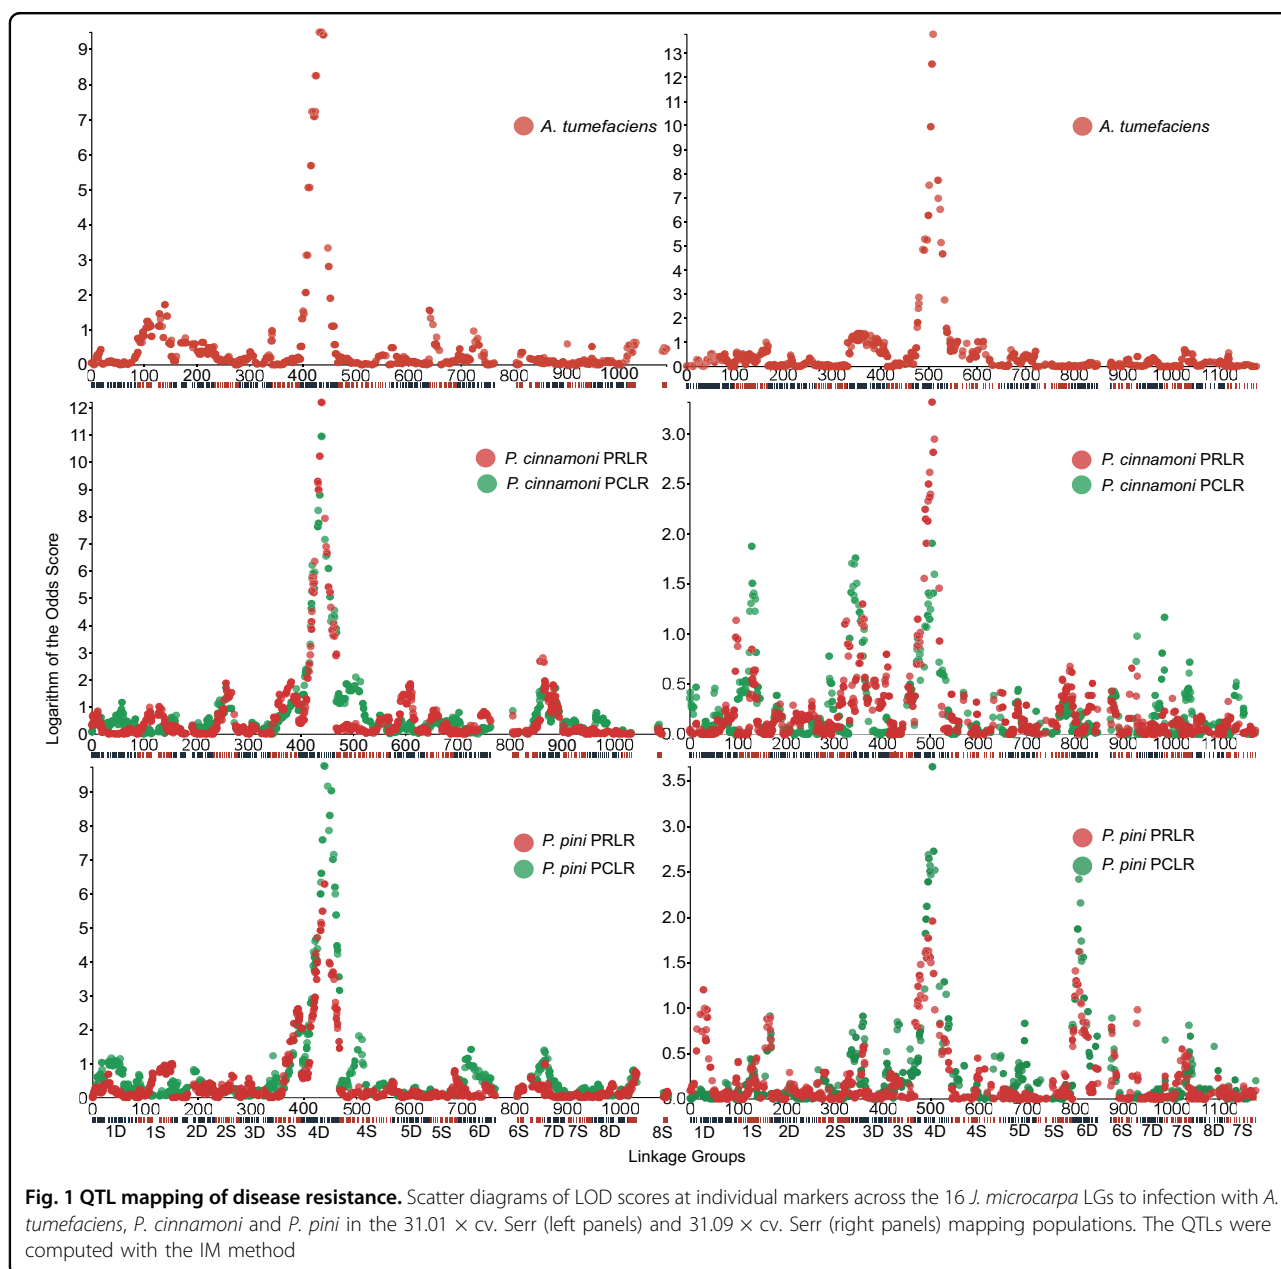 9
8
7
6
5
4
3
2
1
0
A. tumefaciens
0 100 200 300 400 500 600 700 800 900 1000
13
12
11
10
9
8
7
6
5
4
3
2
1
0
A. tumefaciens
0 100 200 300 400 500 600 700 800 900 1000 1100
Logarithm of the Odds Score
12
11
10
9
8
7
6
5
4
3
2
1
0
P. cinnamoni PRLR
P. cinnamoni PCLR
0 100 200 300 400 500 600 700 800 900 1000
3.0
2.5
2.0
1.5
1.0
0.5
0.0
P. cinnamoni PRLR
P. cinnamoni PCLR
0 100 200 300 400 500 600 700 800 900 1000 1100
9
8
7
6
5
4
3
2
1
0
P. pini PRLR
P. pini PCLR
0 100 200 300 400 500 600 700 800 900 1000
1D 1S 2D 2S 3D 3S 4D 4S 5D 5S 6D 6S 7D 7S 8D 8S
3.5
3.0
2.5
2.0
1.5
1.0
0.5
0.0
P. pini PRLR
P. pini PCLR
0 100 200 300 400 500 600 700 800 900 1000 1100
1D 1S 2D 2S 3D 3S 4D 4S 5D 5S 6D 6S 7D 7S 8D 7S
Linkage Groups
Fig. 1 QTL mapping of disease resistance. Scatter diagrams of LOD scores at individual markers across the 16 J. microcarpa LGs to infection with A.
tumefaciens, P. cinnamoni and P. pini in the 31.01 × cv. Serr (left panels) and 31.09 × cv. Serr (right panels) mapping populations. The QTLs were
computed with the IM method